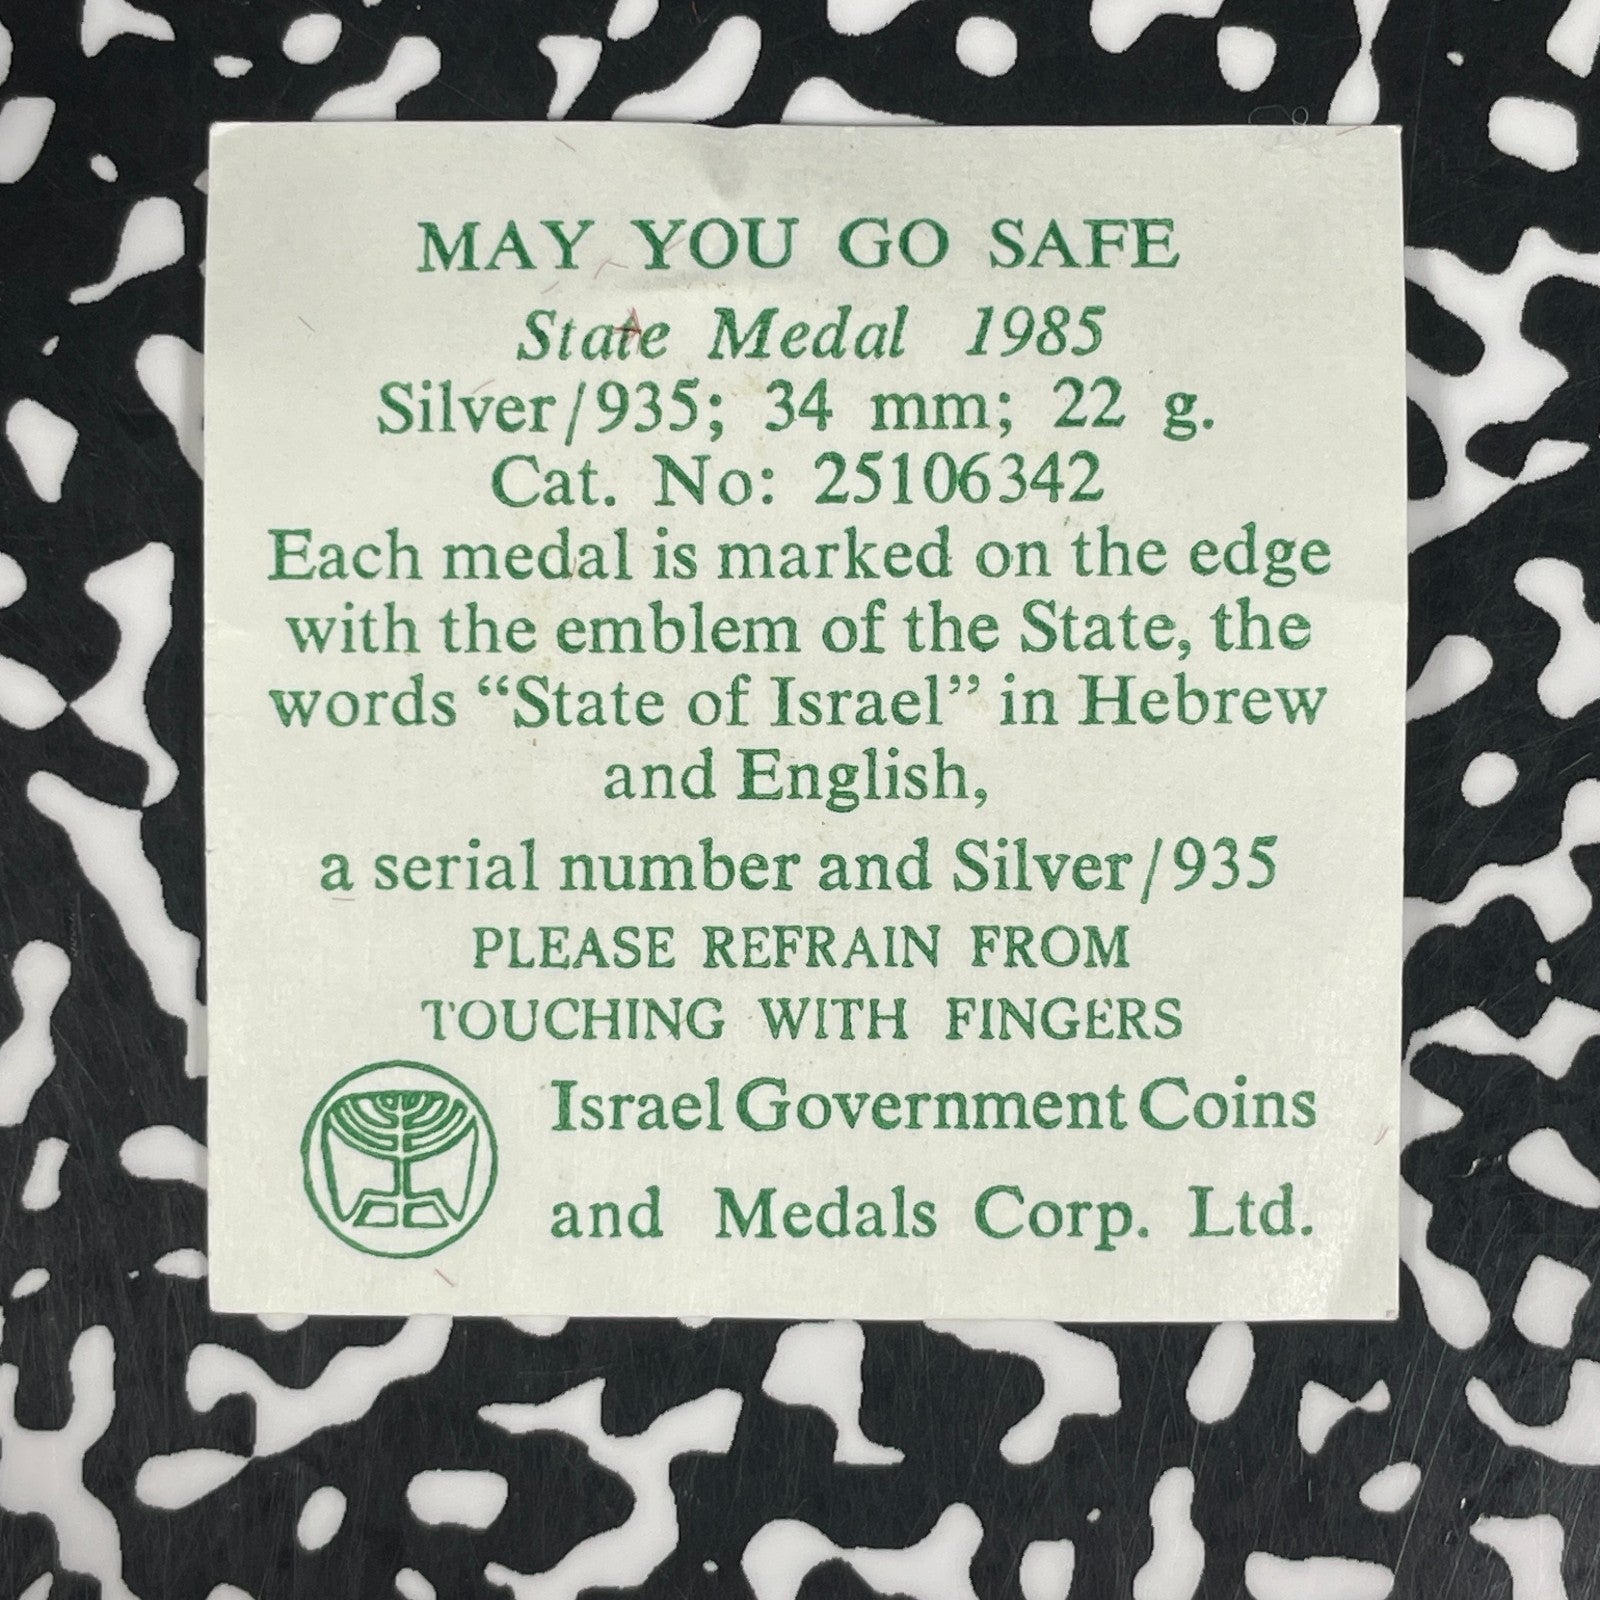 MAY YOU GO SAFE
State Medal 1985
Silver/935; 34 mm; 22 g.
Cat. No: 25106342
Each medal is marked on the edge
with the emblem of the State, the
words “State of Israel” in Hebrew
and English,
a serial number and Silver/935
PLEASE REFRAIN FROM
TOUCHING WITH FINGERS
Israel Government Coins
and Medals Corp. Ltd.